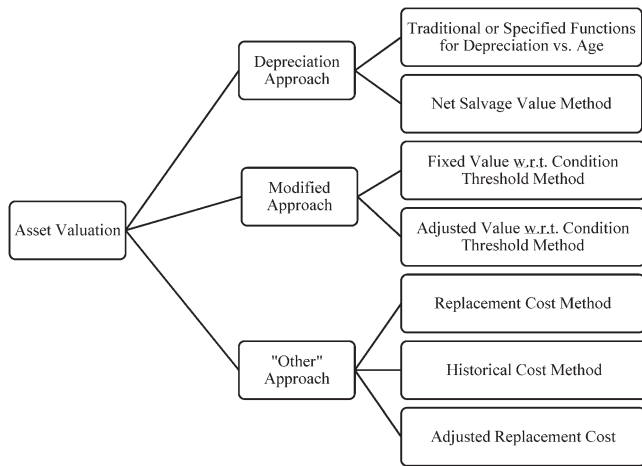 Asset Valuation
Depreciation
Approach
Traditional or Specified Functions
for Depreciation vs. Age
Net Salvage Value Method
Modified
Approach
Fixed Value w.r.t. Condition
Threshold Method
Adjusted Value w.r.t. Condition
Threshold Method
"Other"
Approach
Replacement Cost Method
Historical Cost Method
Adjusted Replacement Cost